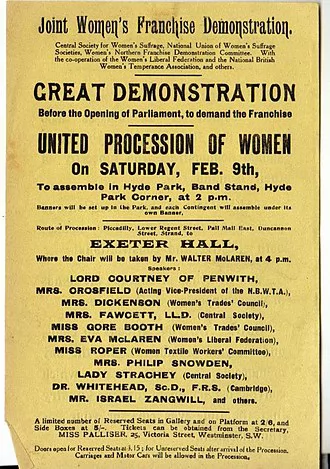 Joint Women's Franchise Demonstration.
Central Society for Women's Suffrage, National Union of Women's Suffrage
Societies, Women's Northern Franchise Demonstration Committee. With
the co-operation of the Women's Liberal Federation and the National British
Women's Temperance Association, and others.
GREAT DEMONSTRATION
Before the Opening of Parliament, to demand the Franchise
UNITED PROCESSION OF WOMEN
On SATURDAY, FEB. 9th,
To assemble in Hyde Park, Band Stand, Hyde
Park Corner, at 2 p.m.
Banners will be set up in the Park, and each Contingent will assemble under its
own Banner.
Route of Procession: Piccadilly, Lower Regent Street, Pall Mall East, Duncannon
Street, Strand, to
EXETER HALL,
Where the Chair will be taken by Mr. WALTER McLAREN, at 4 p.m.
Speakers:
LORD COURTNEY OF PENWITH,
MRS. CROSFIELD (Acting Vice-President of the N.B.W.T.A.),
MRS. DICKENSON (Women's Trades' Council),
MRS. FAWCETT, LL.D. (Central Society),
MISS GORE BOOTH (Women's Trades' Council),
MRS. EVA McLAREN (Women's Liberal Federation),
MISS ROPER (Women Textile Workers' Committee),
MRS. PHILIP SNOWDEN,
LADY STRACHEY (Central Society),
DR. WHITEHEAD, Sc.D., F.R.S. (Cambridge),
MR. ISRAEL ZANGWILL, and others.
A limited number of Reserved Seats in Gallery and on Platform at 2/6, and
Side Boxes at 5/-. Tickets can be obtained from the Secretary,
MISS PALLISER, 25, Victoria Street, Westminster, S.W.
Doors open for Reserved Seats at 3.15; for Unreserved Seats after arrival of the Procession.
Carriages and Motor Cars will be allowed in the Procession.